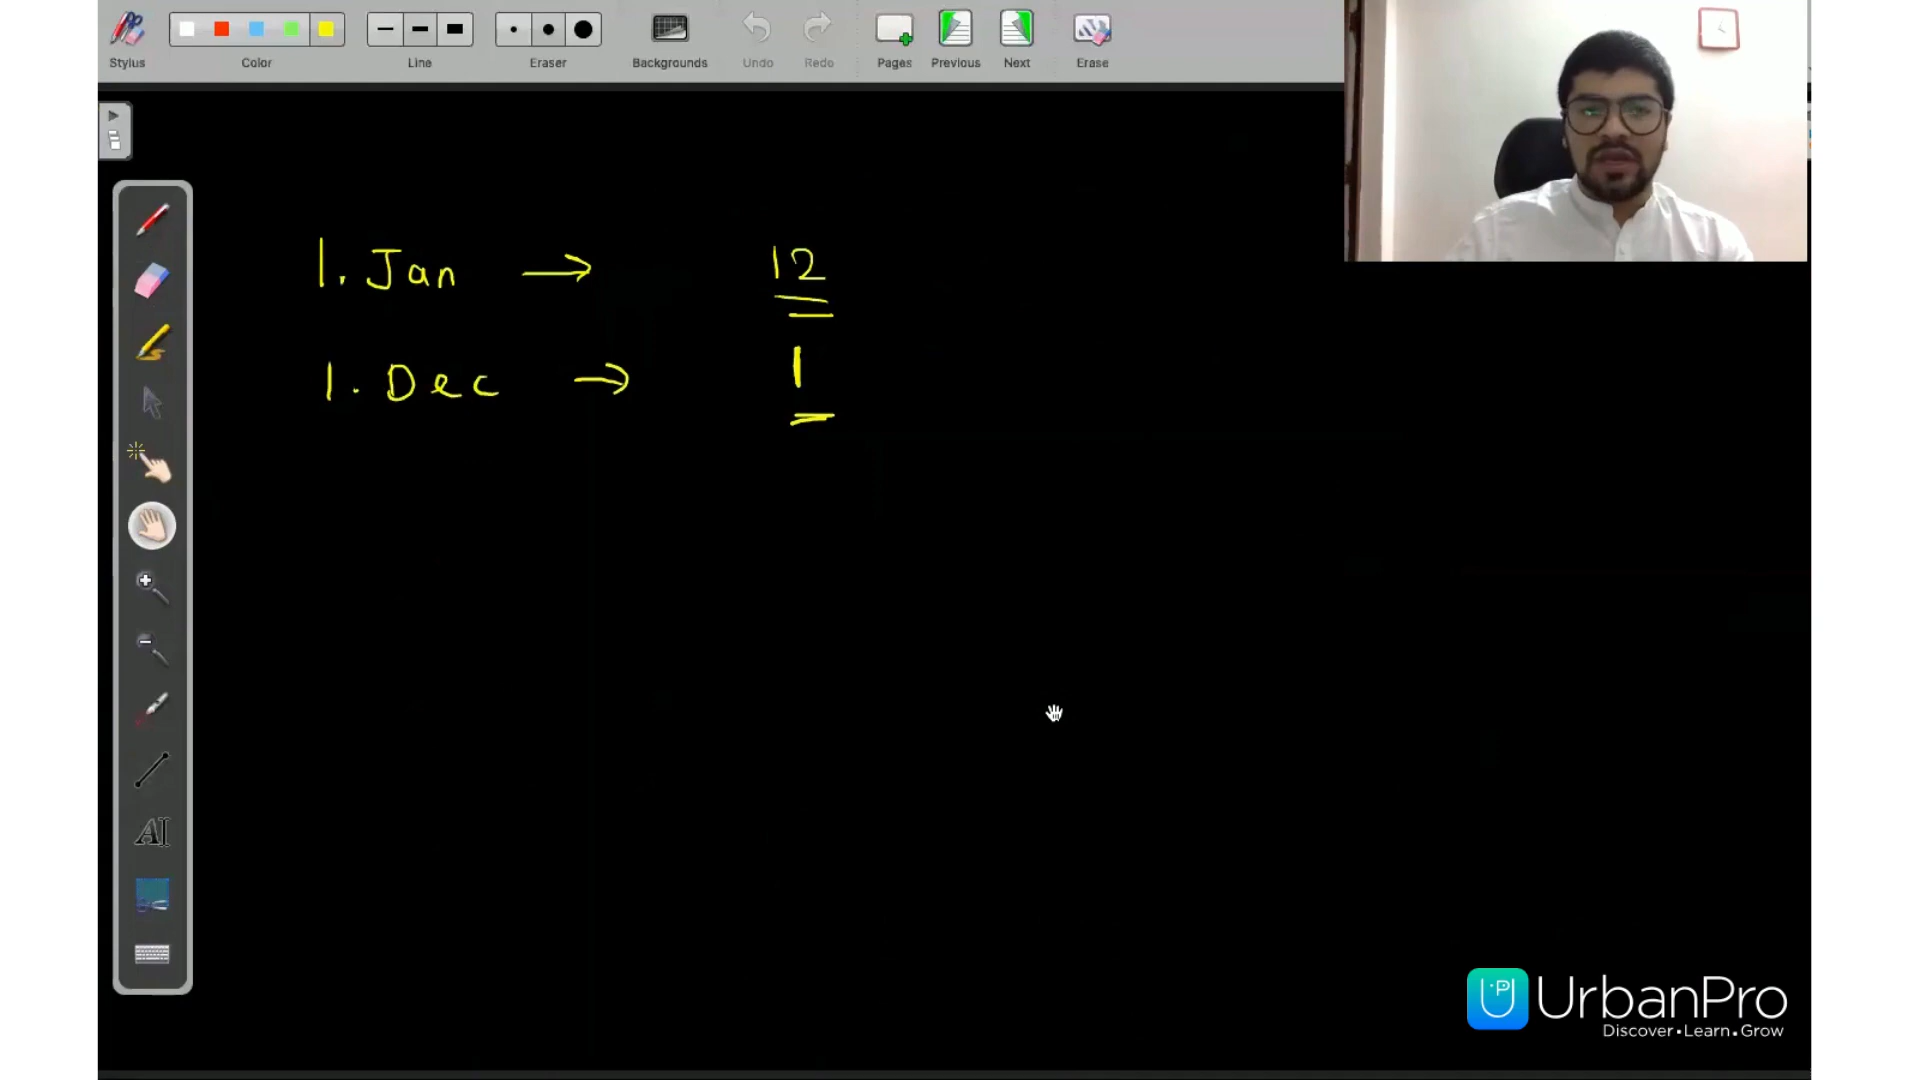 Stylus Color Line Eraser Backgrounds Undo Redo Pages Previous Next Erase
1. Jan → 12
1. Dec → 1
AI
UrbanPro
Discover•Learn•Grow